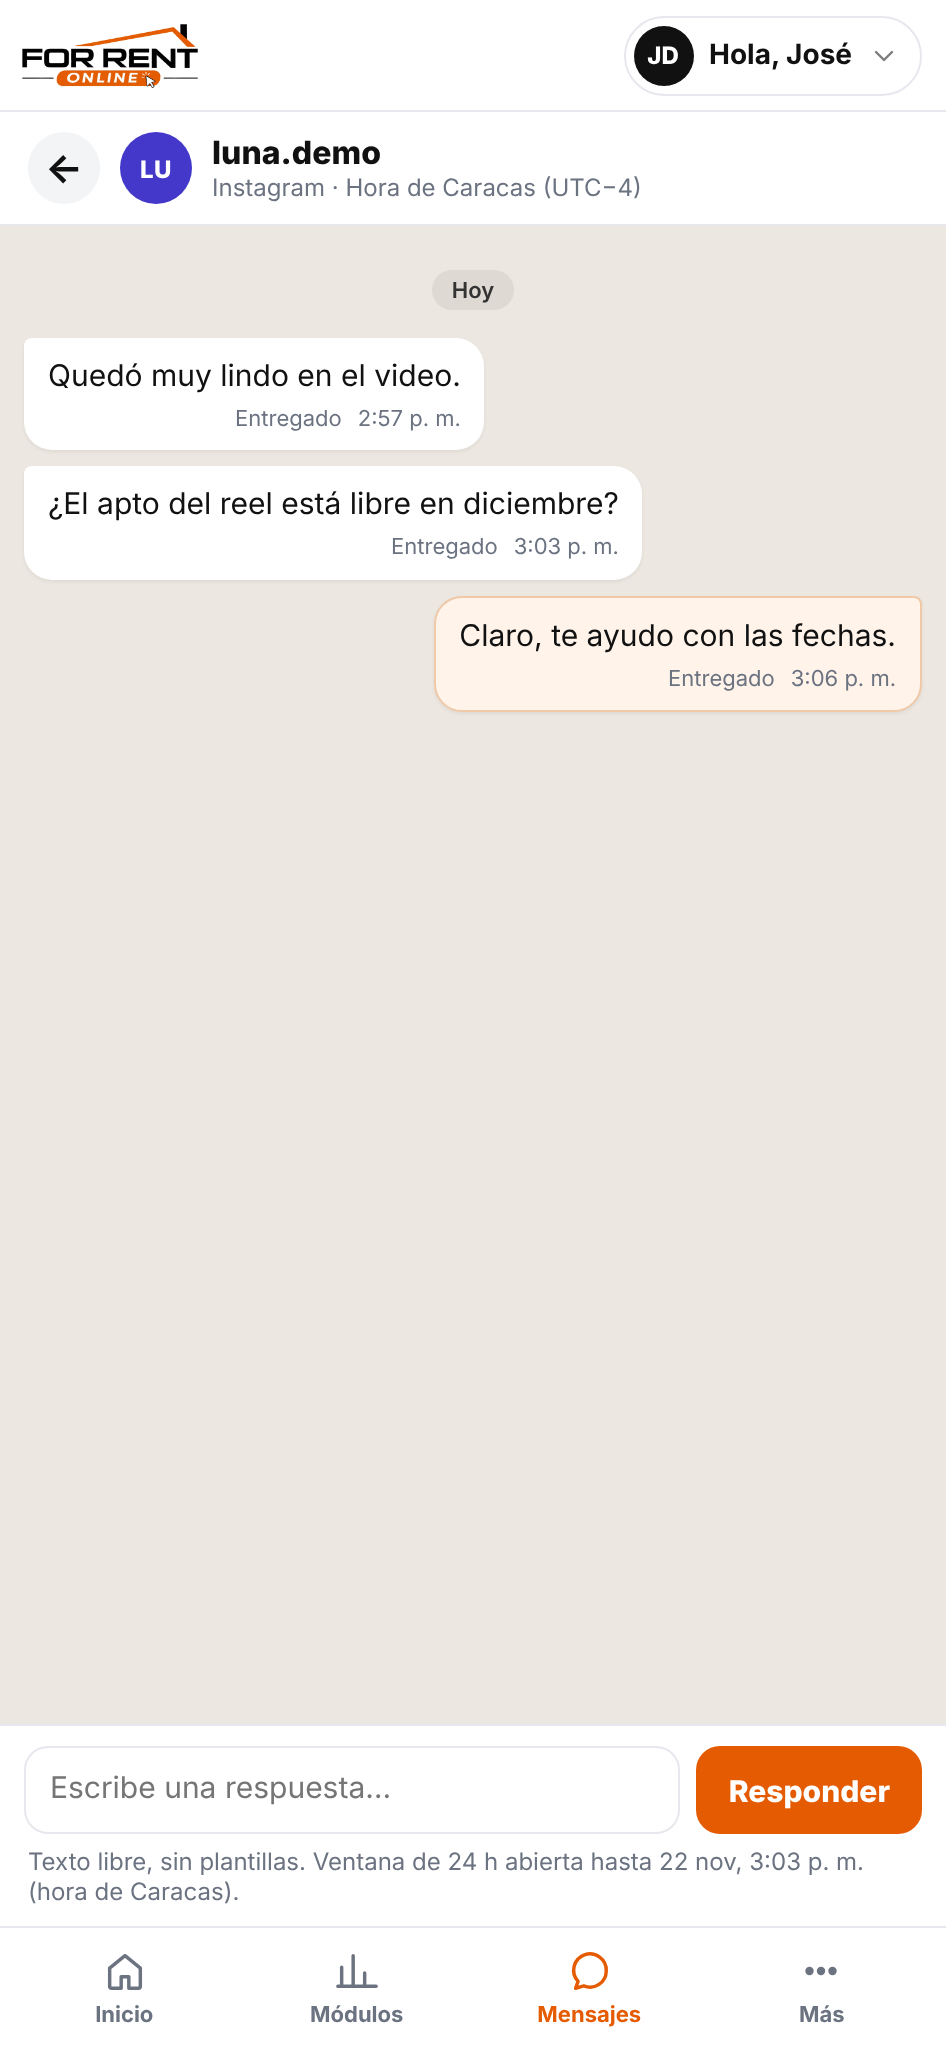 FOR RENT
ONLINE
JD
Hola, José
LU
luna.demo
Instagram · Hora de Caracas (UTC−4)
Hoy
Quedó muy lindo en el video.
Entregado 2:57 p. m.
¿El apto del reel está libre en diciembre?
Entregado 3:03 p. m.
Claro, te ayudo con las fechas.
Entregado 3:06 p. m.
Escribe una respuesta...
Responder
Texto libre, sin plantillas. Ventana de 24 h abierta hasta 22 nov, 3:03 p. m.
(hora de Caracas).
Inicio
Módulos
Mensajes
Más